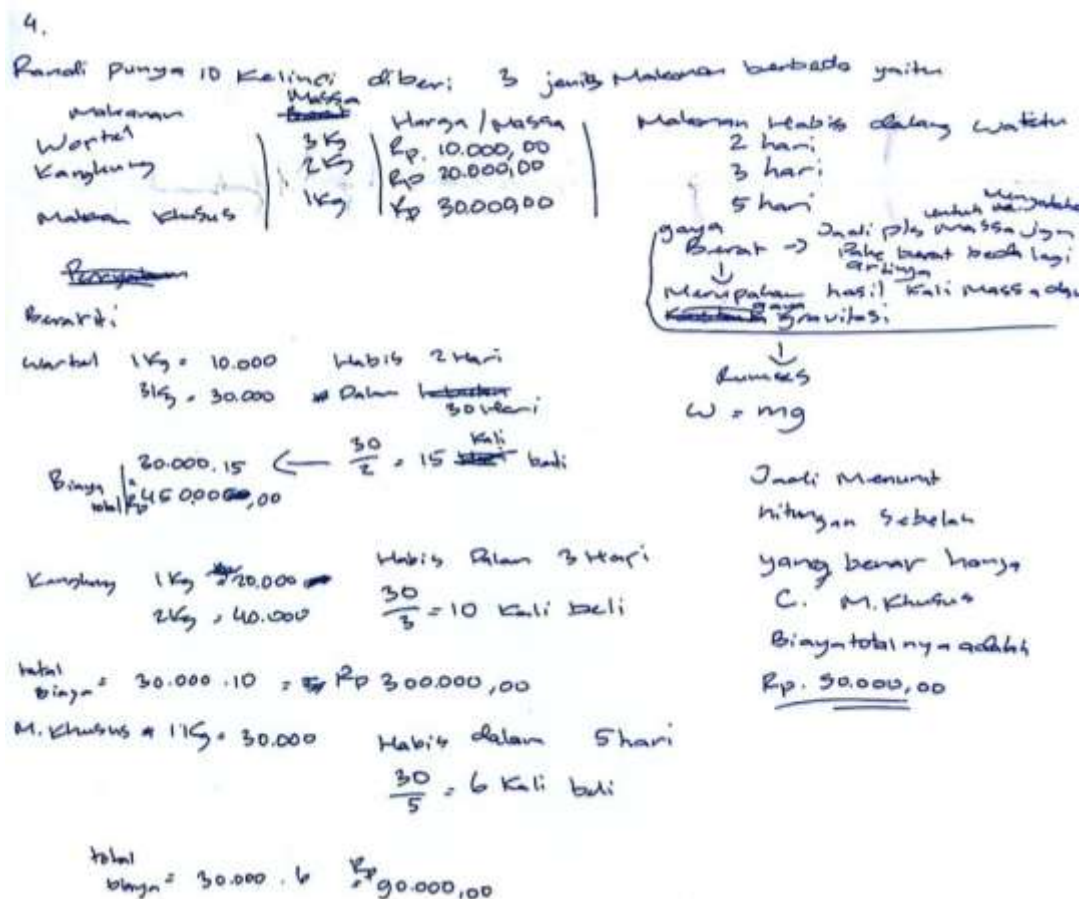 4.
Randi punya 10 Kelinci diberi 3 jenis Makanan berbeda yaitu
makanan Massa Harga/Massa Makanan Habis dalang waktu
Wortel 3 Kg Rp. 10.000,00 2 hari
Kangkung 2 Kg Rp 20.000,00 3 hari
Makanan Khusus 1 Kg Rp 30.000,00 5 hari
gaya
Berat → Jadi pke massa jgn
untuk menyatakan
Pake berat beda lagi
artinya
Merupakan hasil kali Massa dan
gaya gravitasi
Rumus
w = mg
Berarti
Wortel 1 Kg = 10.000 Habis 2 Hari
3 Kg = 30.000 Dalam
30 Hari
30.000.15 ← 30/2 = 15 Kali beli
Biaya total Rp 450.000,00
Kangkung 1 Kg = 20.000 Habis Dalam 3 Hari
2 Kg = 40.000 30/3 = 10 Kali beli
total biaya = 30.000.10 = Rp 300.000,00
M. Khusus = 1 Kg = 30.000 Habis dalam 5 hari
30/5 = 6 Kali beli
total biaya = 30.000.6 = Rp 90.000,00
Jadi Menurut
hitungan Sebelah
yang benar hanya
C. M. Khusus
Biaya totalnya adalah
Rp. 90.000,00